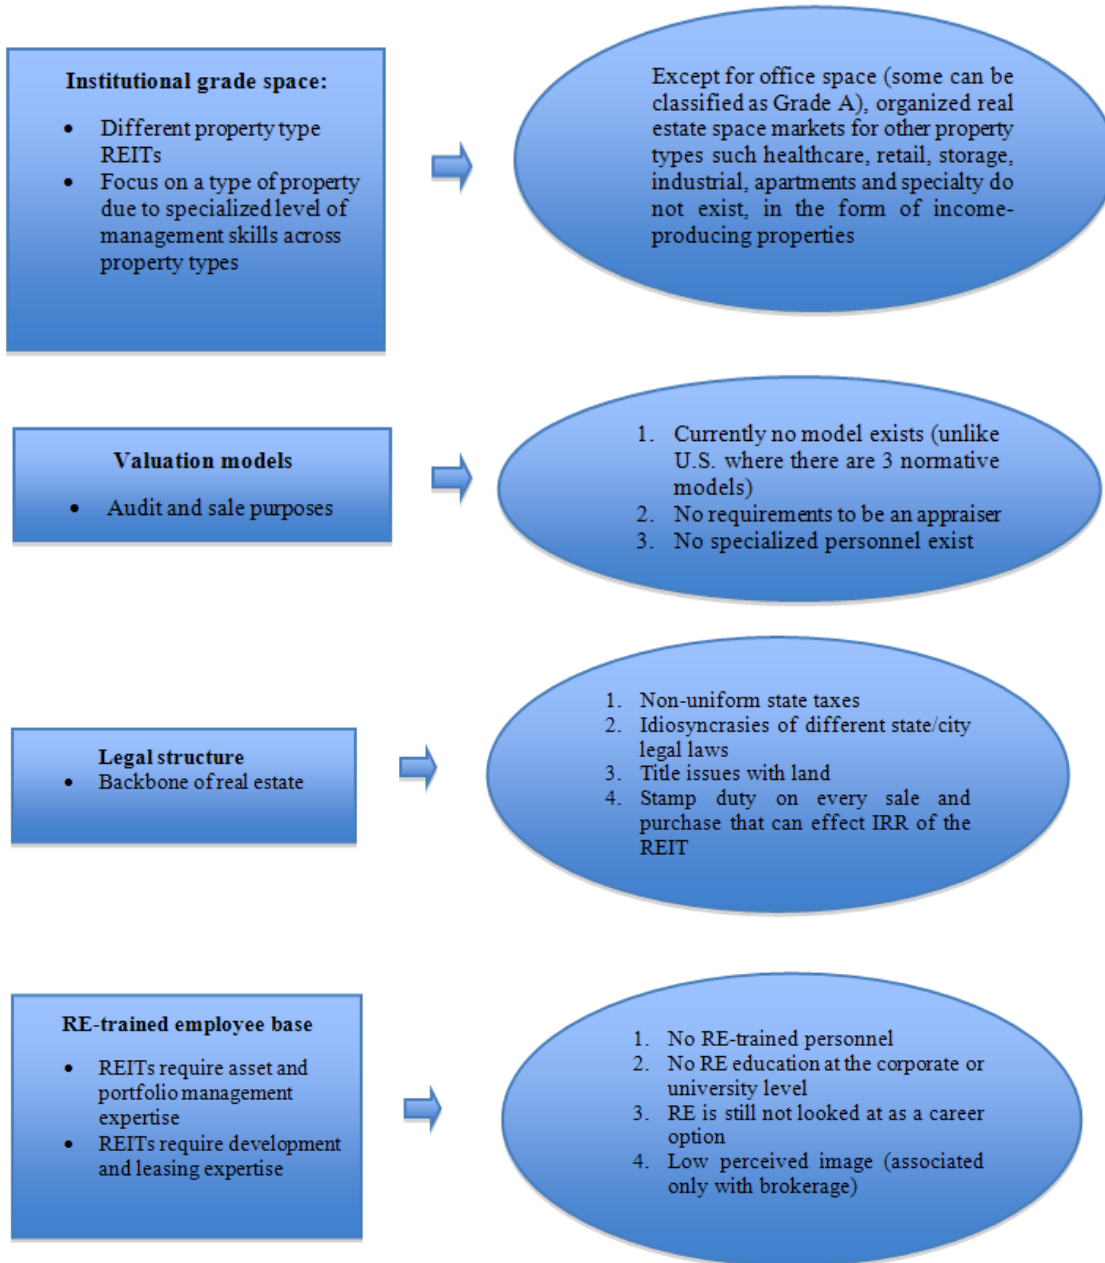 Institutional grade space:
• Different property type
REITs
• Focus on a type of property
due to specialized level of
management skills across
property types
Except for office space (some can be
classified as Grade A), organized real
estate space markets for other property
types such healthcare, retail, storage,
industrial, apartments and specialty do
not exist, in the form of income-
producing properties
Valuation models
• Audit and sale purposes
1. Currently no model exists (unlike
U.S. where there are 3 normative
models)
2. No requirements to be an appraiser
3. No specialized personnel exist
Legal structure
• Backbone of real estate
1. Non-uniform state taxes
2. Idiosyncrasies of different state/city
legal laws
3. Title issues with land
4. Stamp duty on every sale and
purchase that can effect IRR of the
REIT
RE-trained employee base
• REITs require asset and
portfolio management
expertise
• REITs require development
and leasing expertise
1. No RE-trained personnel
2. No RE education at the corporate or
university level
3. RE is still not looked at as a career
option
4. Low perceived image (associated
only with brokerage)